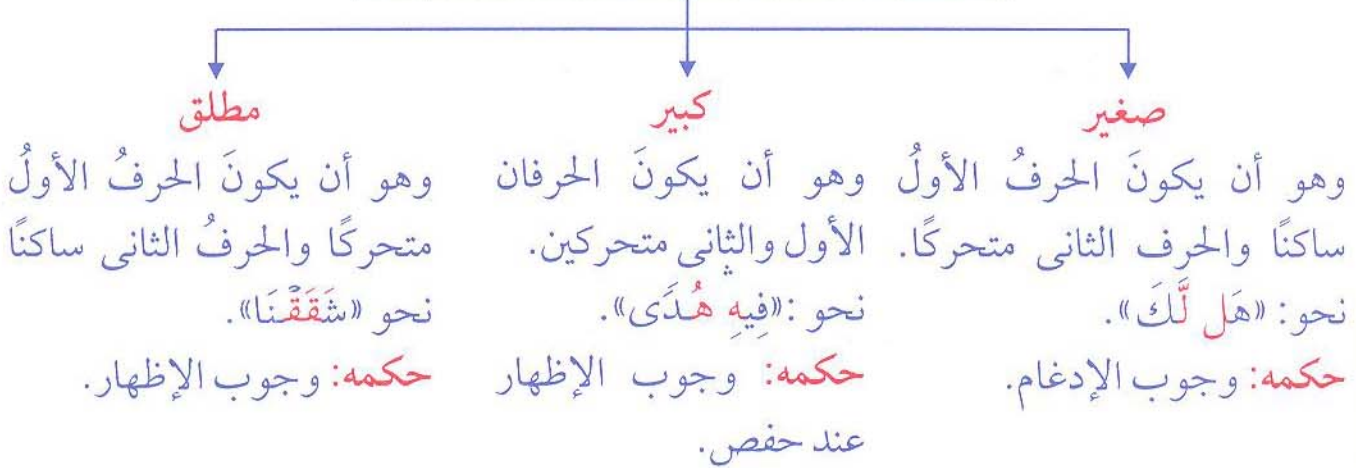 صغير
وهو أن يكونَ الحرفُ الأولُ
ساكنًا والحرف الثانى متحركًا.
نحو: «هَل لَّكَ».
حكمه: وجوب الإدغام.
كبير
وهو أن يكونَ الحرفان
الأول والثانى متحركين.
نحو: «فِيهِ هُدًى».
حكمه: وجوب الإظهار
عند حفص.
مطلق
وهو أن يكونَ الحرفُ الأولُ
متحركًا والحرفُ الثانى ساكنًا
نحو «شَقَقْنَا».
حكمه: وجوب الإظهار.